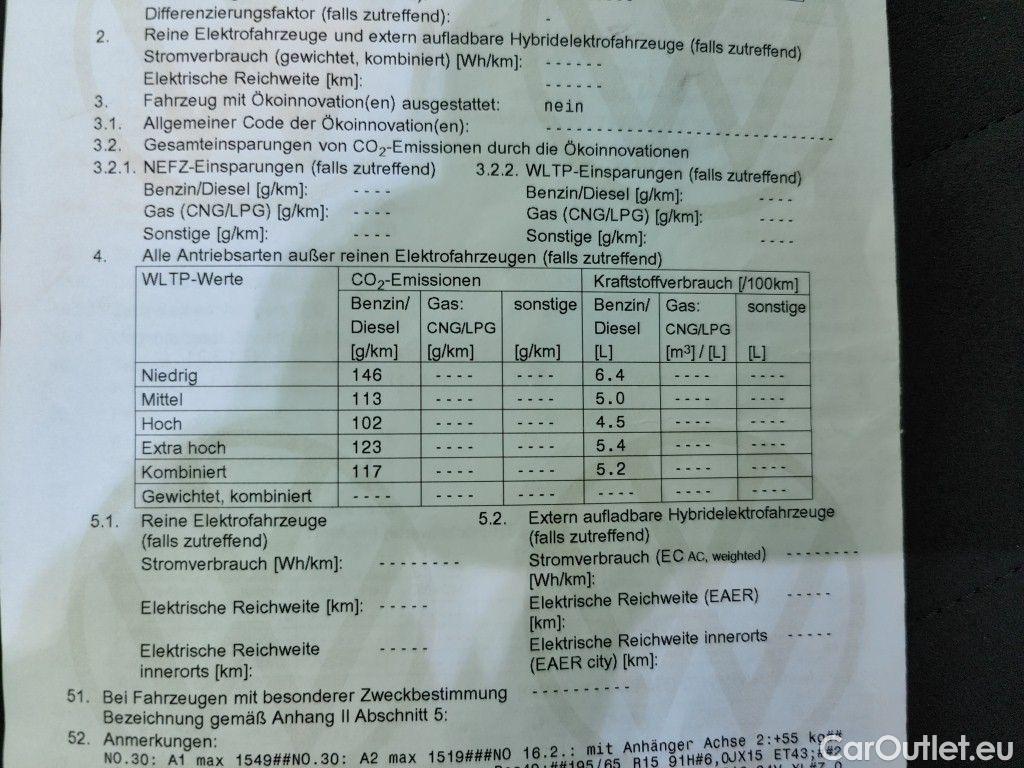 Differenzierungsfaktor (falls zutreffend): -
2. Reine Elektrofahrzeuge und extern aufladbare Hybridelektrofahrzeuge (falls zutreffend)
Stromverbrauch (gewichtet, kombiniert) [Wh/km]: ------
Elektrische Reichweite [km]: ------
3. Fahrzeug mit Ökoinnovation(en) ausgestattet: nein
3.1. Allgemeiner Code der Ökoinnovation(en): ------------------------------
3.2. Gesamteinsparungen von CO₂-Emissionen durch die Ökoinnovationen
3.2.1. NEFZ-Einsparungen (falls zutreffend) 3.2.2. WLTP-Einsparungen (falls zutreffend)
Benzin/Diesel [g/km]: ---- Benzin/Diesel [g/km]: ----
Gas (CNG/LPG) [g/km]: ---- Gas (CNG/LPG) [g/km]: ----
Sonstige [g/km]: ---- Sonstige [g/km]: ----
4. Alle Antriebsarten außer reinen Elektrofahrzeugen (falls zutreffend)
WLTP-Werte CO₂-Emissionen Kraftstoffverbrauch [/100km]
Benzin/ Gas: sonstige Benzin/ Gas: sonstige
Diesel CNG/LPG Diesel CNG/LPG
[g/km] [g/km] [g/km] [L] [m³] / [L] [L]
Niedrig 146 ---- ---- 6.4 ---- ----
Mittel 113 ---- ---- 5.0 ---- ----
Hoch 102 ---- ---- 4.5 ---- ----
Extra hoch 123 ---- ---- 5.4 ---- ----
Kombiniert 117 ---- ---- 5.2 ---- ----
Gewichtet, kombiniert ---- ---- ---- ---- ---- ----
5.1. Reine Elektrofahrzeuge 5.2. Extern aufladbare Hybridelektrofahrzeuge
(falls zutreffend) (falls zutreffend)
Stromverbrauch [Wh/km]: -------- Stromverbrauch (EC AC, weighted) --------
[Wh/km]:
Elektrische Reichweite [km]: ----- Elektrische Reichweite (EAER) -----
[km]:
Elektrische Reichweite ----- Elektrische Reichweite innerorts -----
innerorts [km]: (EAER city) [km]:
51. Bei Fahrzeugen mit besonderer Zweckbestimmung ----------
Bezeichnung gemäß Anhang II Abschnitt 5:
52. Anmerkungen:
NO.30: A1 max 1549##NO.30: A2 max 1519###NO 16.2.: mit Anhänger Achse 2:+55 kg##
195/65 R15 91H#6,0JX15 ET43;
CarOutlet.eu